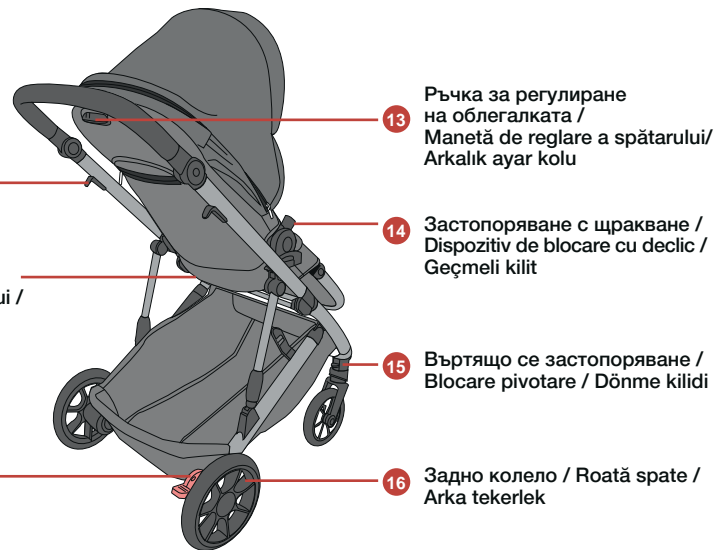 13 Ръчка за регулиране
на облегалката /
Manetă de reglare a spătarului/
Arkalık ayar kolu
14 Застопоряване с щракване /
Dispozitiv de blocare cu declic /
Geçmeli kilit
ui /
15 Въртящо се застопоряване /
Blocare pivotare / Dönme kilidi
16 Задно колело / Roată spate /
Arka tekerlek